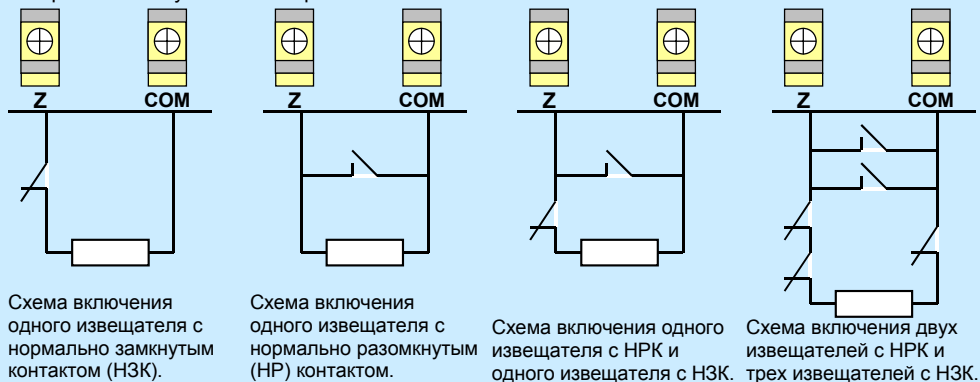 Z COM Z COM Z COM Z COM
Схема включения
одного извещателя с
нормально замкнутым
контактом (НЗК).
Схема включения
одного извещателя с
нормально разомкнутым
(НР) контактом.
Схема включения одного
извещателя с НРК и
одного извещателя с НЗК.
Схема включения двух
извещателей с НРК и
трех извещателей с НЗК.